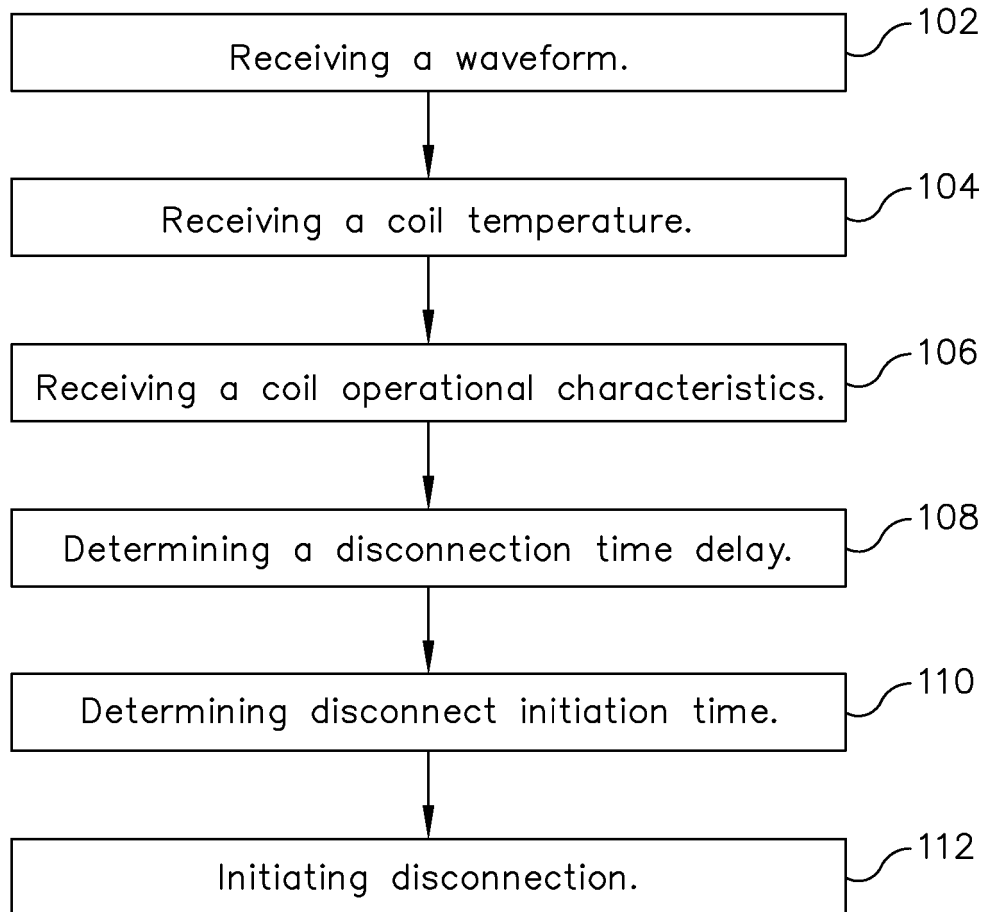 Receiving a waveform.
102
Receiving a coil temperature.
104
Receiving a coil operational characteristics.
106
Determining a disconnection time delay.
108
Determining disconnect initiation time.
110
Initiating disconnection.
112